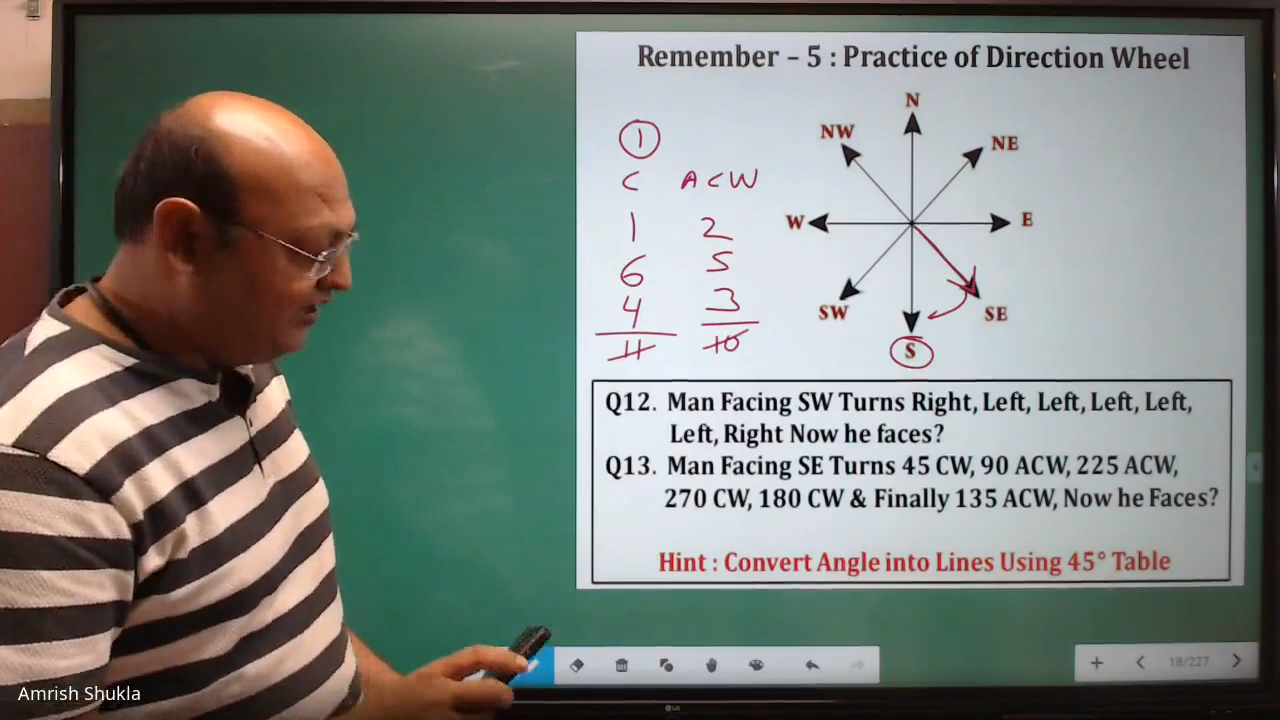 Remember – 5 : Practice of Direction Wheel
N
NW
NE
①
C ACW
W
E
1 2
6 5
4 3
11 10
SW
SE
S
Q12. Man Facing SW Turns Right, Left, Left, Left, Left,
Left, Right Now he faces?
Q13. Man Facing SE Turns 45 CW, 90 ACW, 225 ACW,
270 CW, 180 CW & Finally 135 ACW, Now he Faces?
Hint : Convert Angle into Lines Using 45° Table
18/227
Amrish Shukla
LG